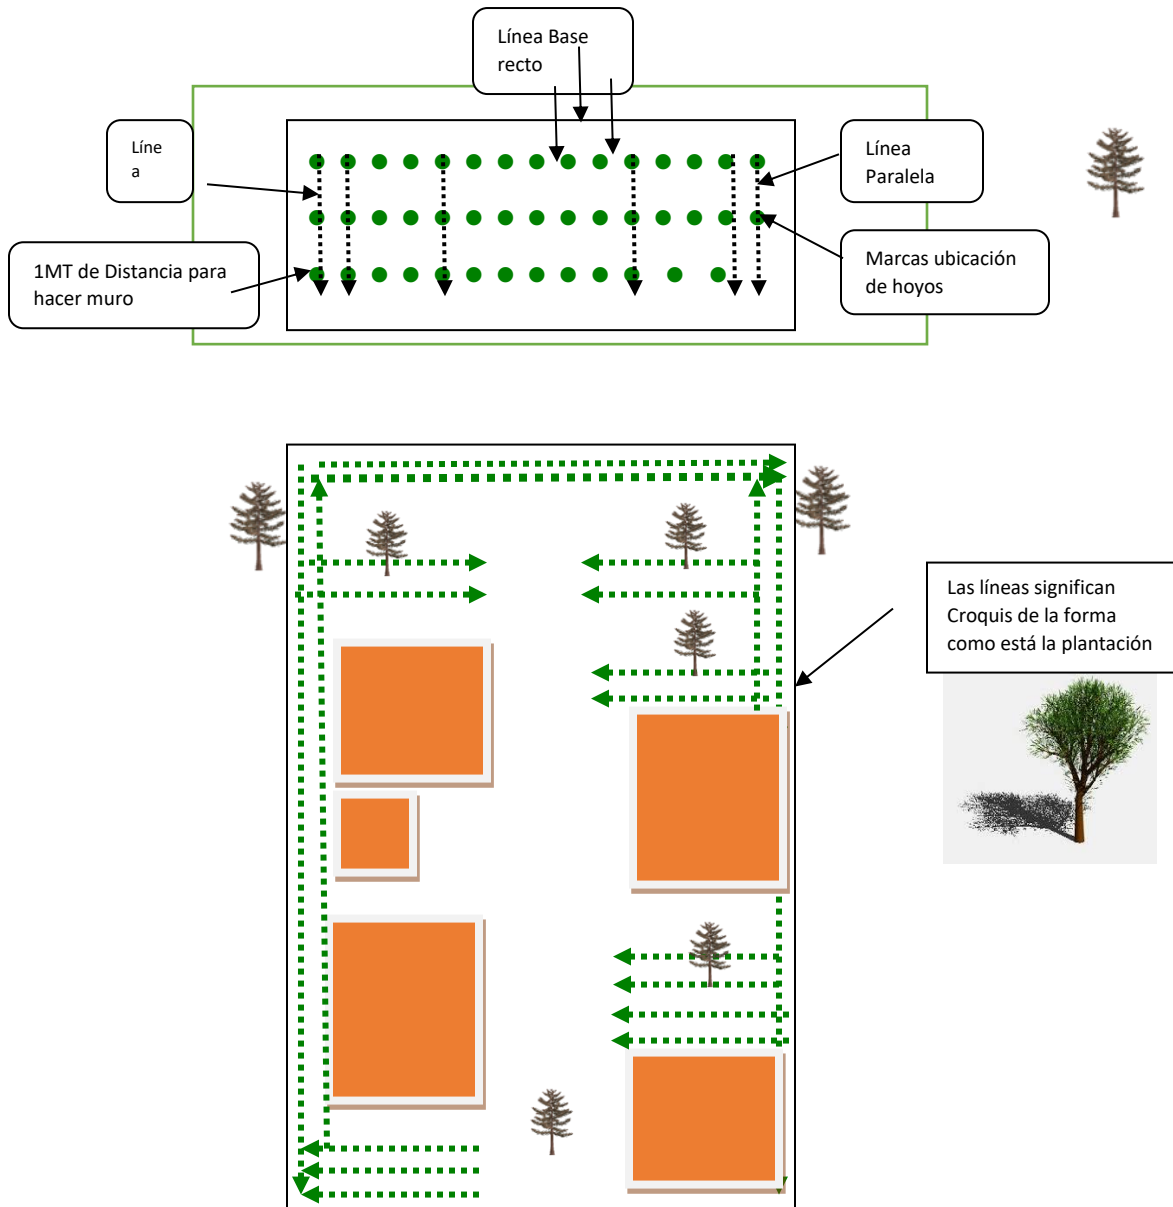 Línea Base
recto
Líne
a
Línea
Paralela
1MT de Distancia para
hacer muro
Marcas ubicación
de hoyos
Las líneas significan
Croquis de la forma
como está la plantación